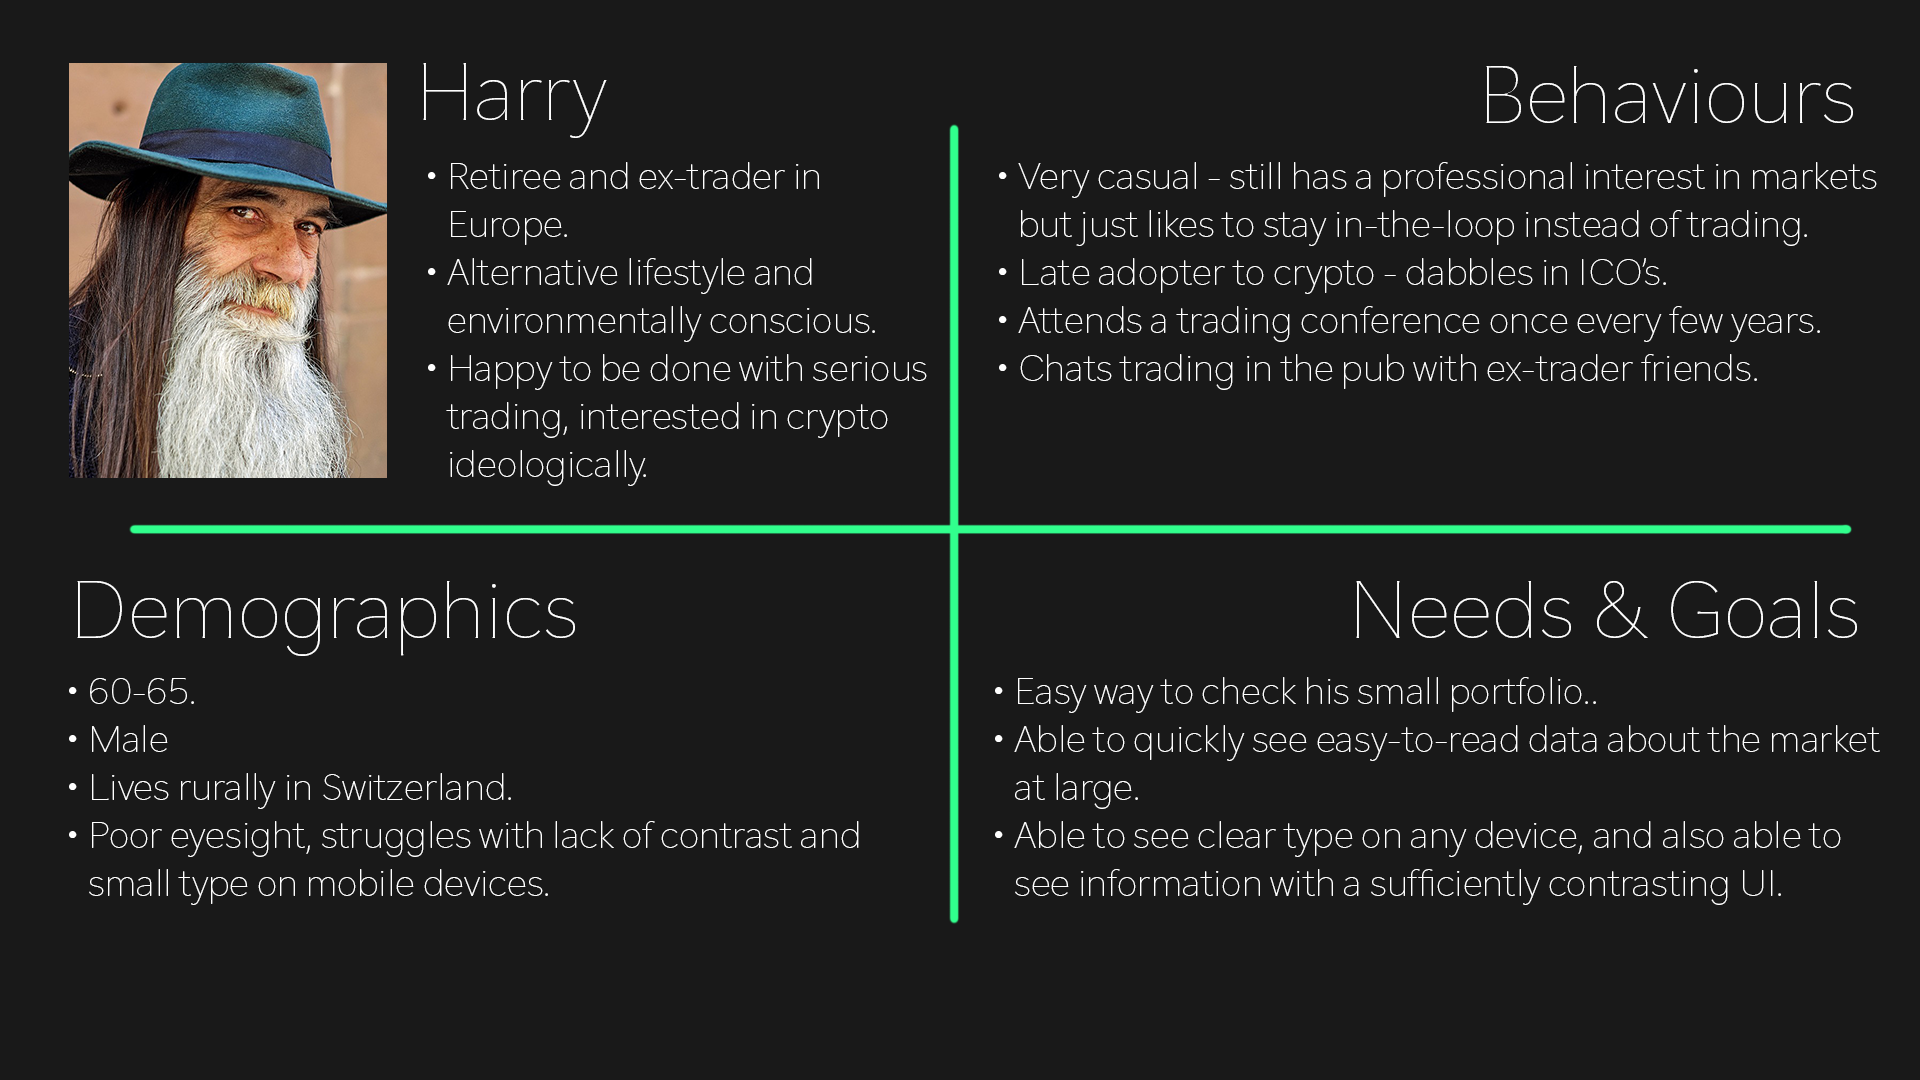 Harry
• Retiree and ex-trader in
Europe.
• Alternative lifestyle and
environmentally conscious.
• Happy to be done with serious
trading, interested in crypto
ideologically.
Behaviours
• Very casual - still has a professional interest in markets
but just likes to stay in-the-loop instead of trading.
• Late adopter to crypto - dabbles in ICO’s.
• Attends a trading conference once every few years.
• Chats trading in the pub with ex-trader friends.
Demographics
• 60-65.
• Male
• Lives rurally in Switzerland.
• Poor eyesight, struggles with lack of contrast and
small type on mobile devices.
Needs & Goals
• Easy way to check his small portfolio..
• Able to quickly see easy-to-read data about the market
at large.
• Able to see clear type on any device, and also able to
see information with a sufficiently contrasting UI.